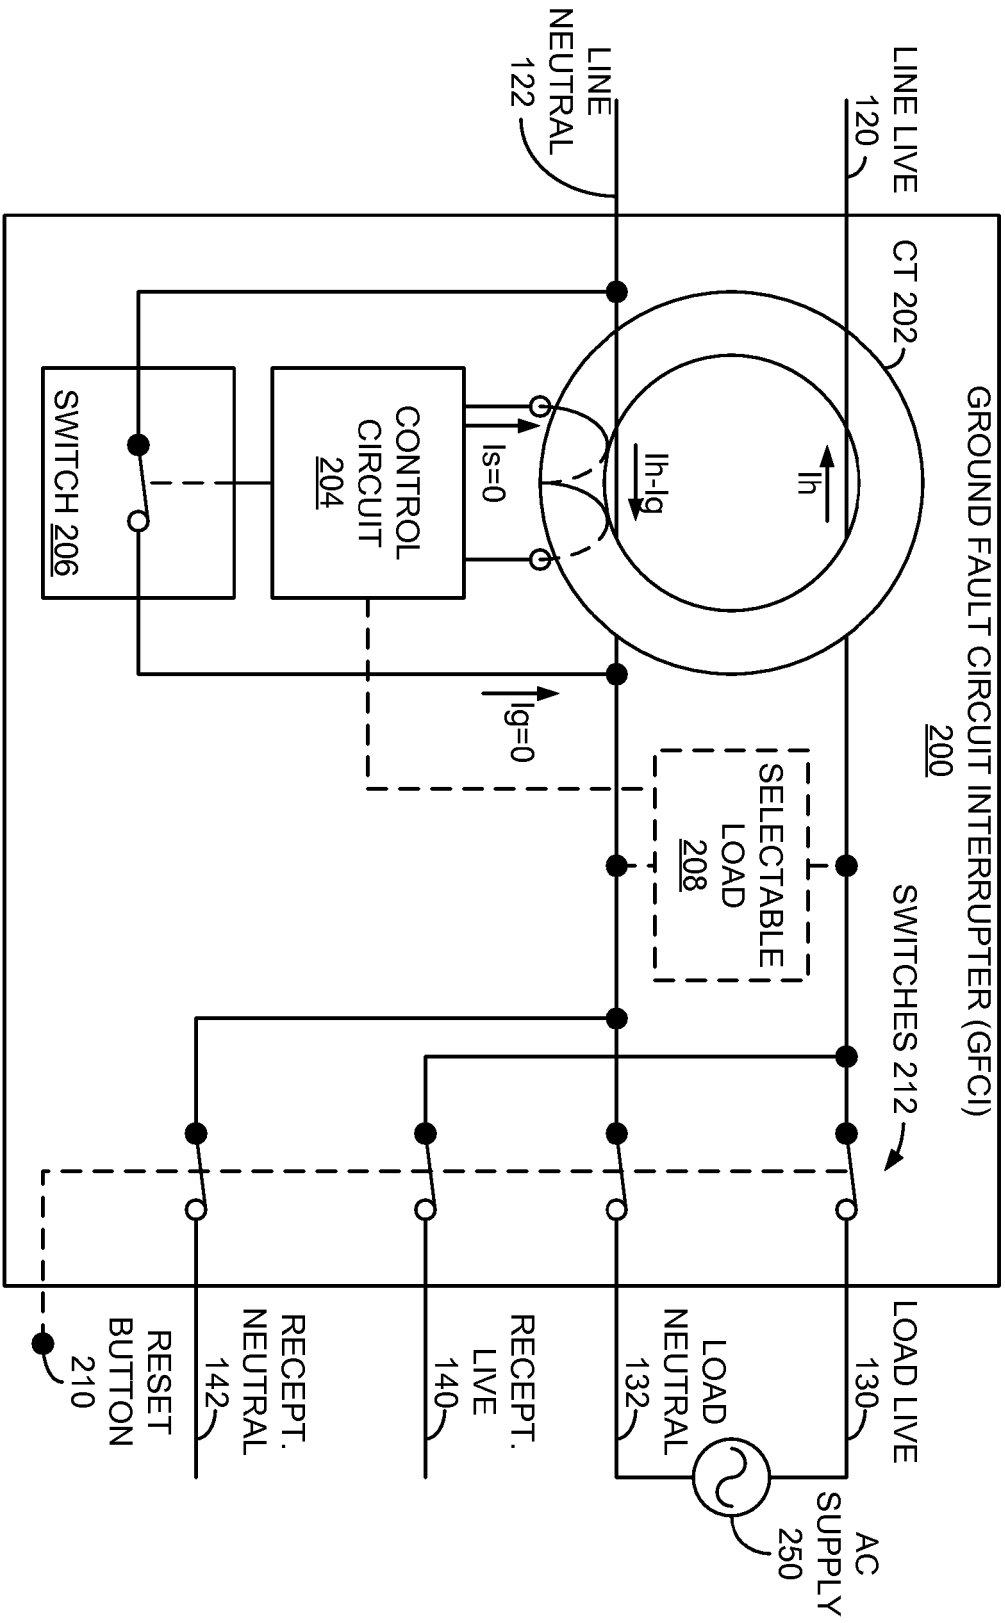 GROUND FAULT CIRCUIT INTERRUPTER (GFCI)
200
LINE LIVE
120
CT 202
SWITCHES 212
LOAD LIVE
130
AC
SUPPLY
250
Ih
Ih-Ig
LINE
NEUTRAL
122
SELECTABLE
LOAD
208
LOAD
NEUTRAL
132
Is=0
Ig=0
CONTROL
CIRCUIT
204
RECEPT.
LIVE
140
SWITCH 206
RECEPT.
NEUTRAL
142
RESET
BUTTON
210